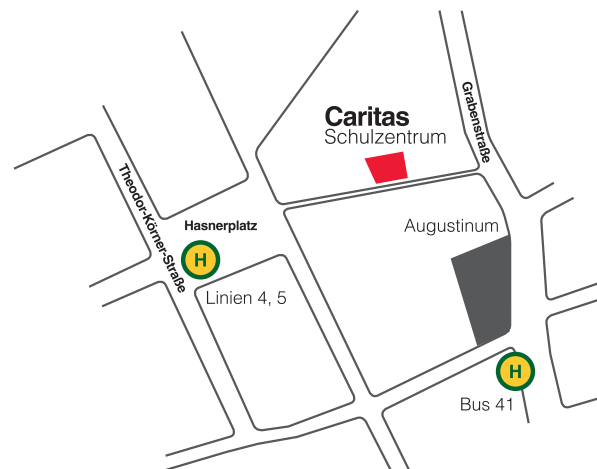 Caritas
Schulzentrum
Grabenstraße
Theodor-Körner-Straße
Hasnerplatz
Augustinum
H
Linien 4, 5
H
Bus 41